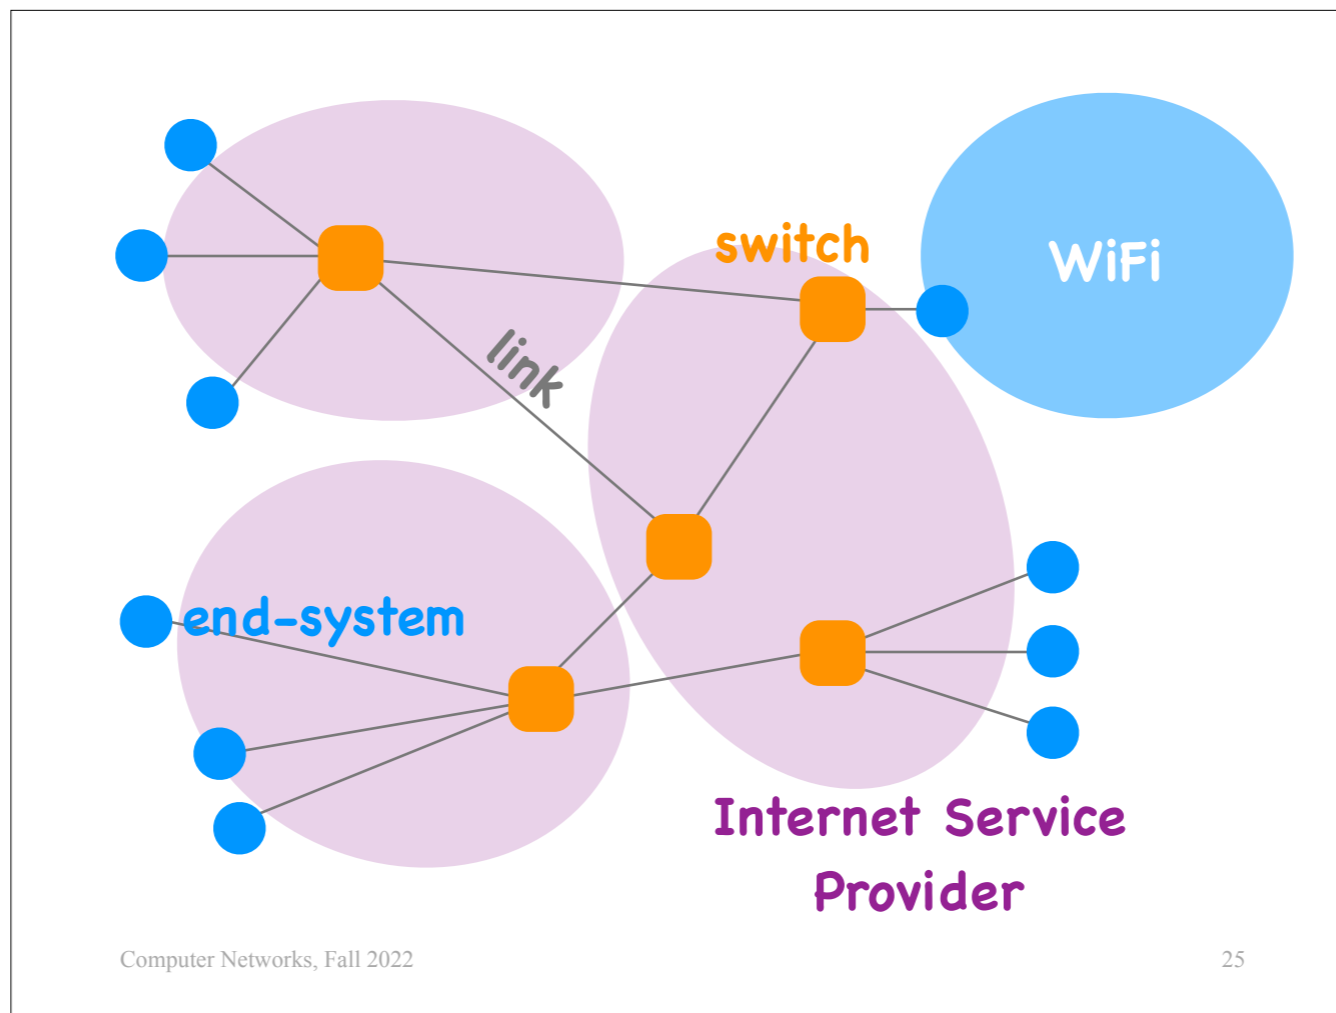 switch
WiFi
link
end-system
Internet Service
Provider
Computer Networks, Fall 2022
25